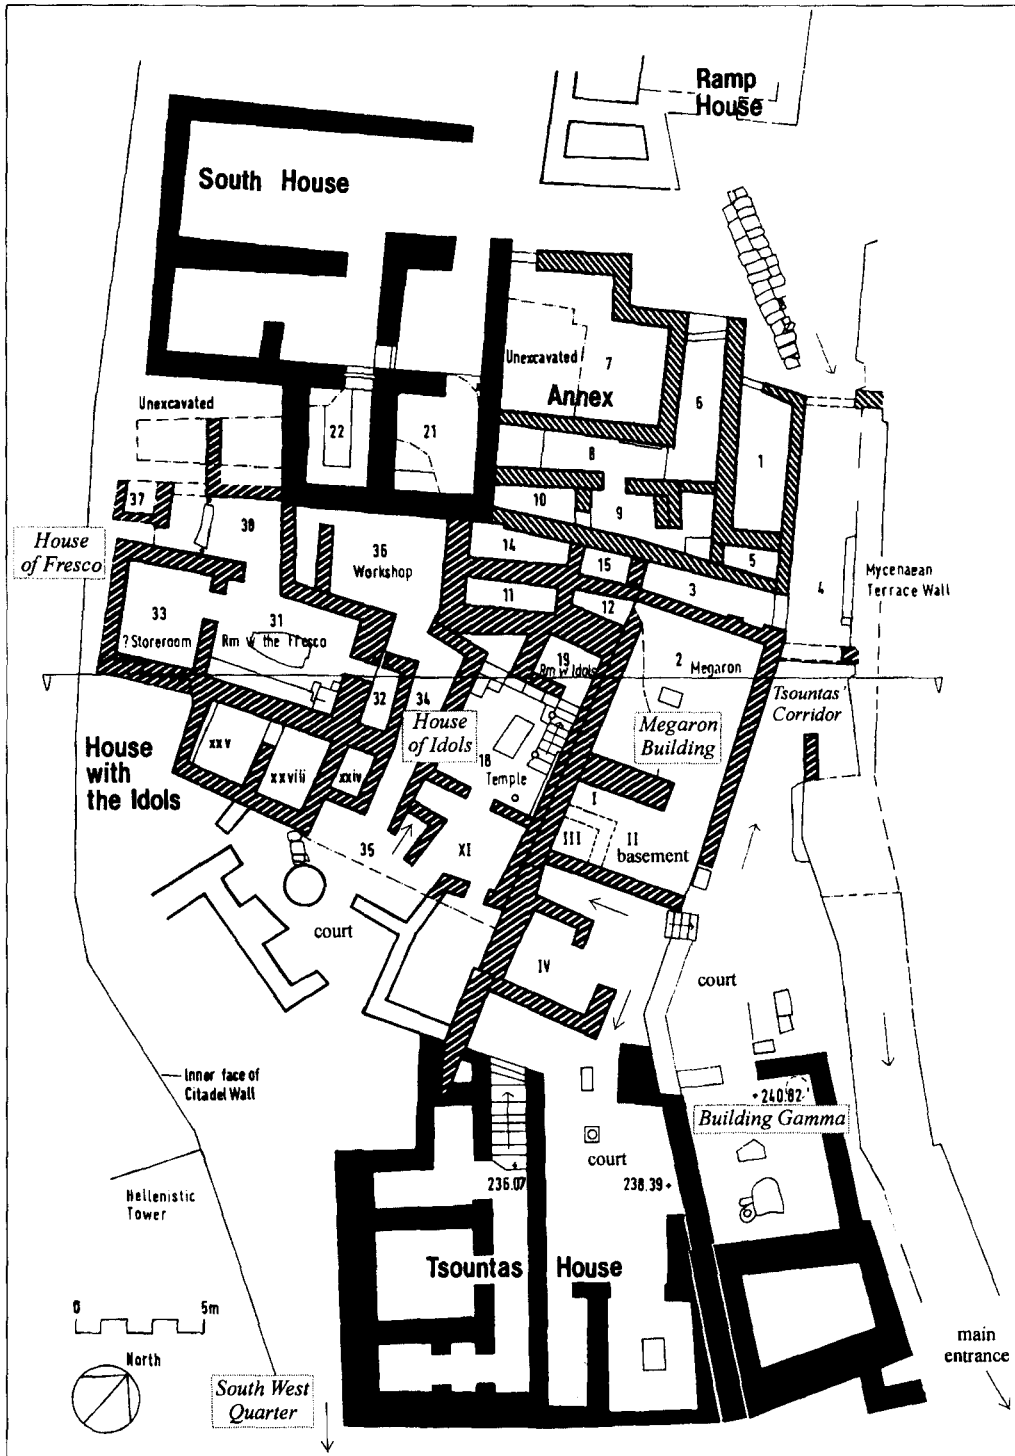 Ramp
House
South House
Unexcavated
7
Annex
6
Unexcavated
22
21
8
1
37
10
9
House
of Fresco
38
36
Workshop
14
15
5
3
4
Mycenaean
Terrace Wall
11
12
33
? Storeroom
31
Rm w the Fresco
19
Rm w Idols
2
Megaron
32
34
House
of Idols
Megaron
Building
Tsountas'
Corridor
House
with
the Idols
xxv
xxviii
xxiv
18
Temple
I
III
II
basement
35
XI
court
IV
court
Inner face of
Citadel Wall
+ 240.82
Building Gamma
court
236.07
238.39 +
Hellenistic
Tower
Tsountas House
0 5m
North
South West
Quarter
main
entrance